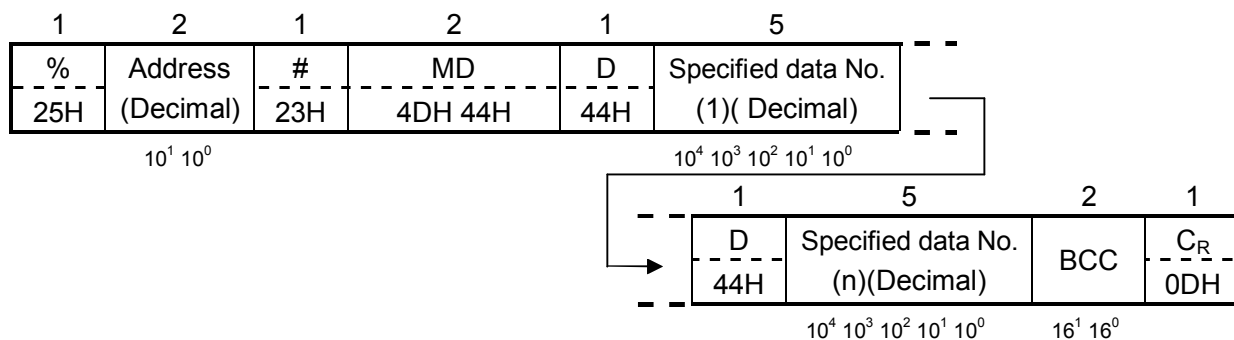 1 2 1 2 1 5
% Address # MD D Specified data No.
25H (Decimal) 23H 4DH 44H 44H (1)( Decimal)
10¹ 10⁰ 10⁴ 10³ 10² 10¹ 10⁰
1 5 2 1
D Specified data No. BCC C_R
44H (n)(Decimal) 0DH
10⁴ 10³ 10² 10¹ 10⁰ 16¹ 16⁰